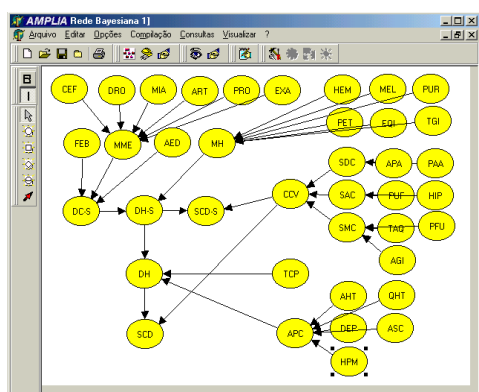 AMPLIA Rede Bayesiana 1]
Arquivo Editar Opções Compilação Consultas Visualizar ?
B
I
CEF DRO MIA ART PRO EXA HEM MEL PUR
FEB MME AED MH PET EQI TGI
SDC APA PAA
DC-S DH-S SCD-S CCV SAC PUF HIP
SMC TAQ PFU
AGI
DH TCP
AHT QHT
SCD APC DEP ASC
HPM